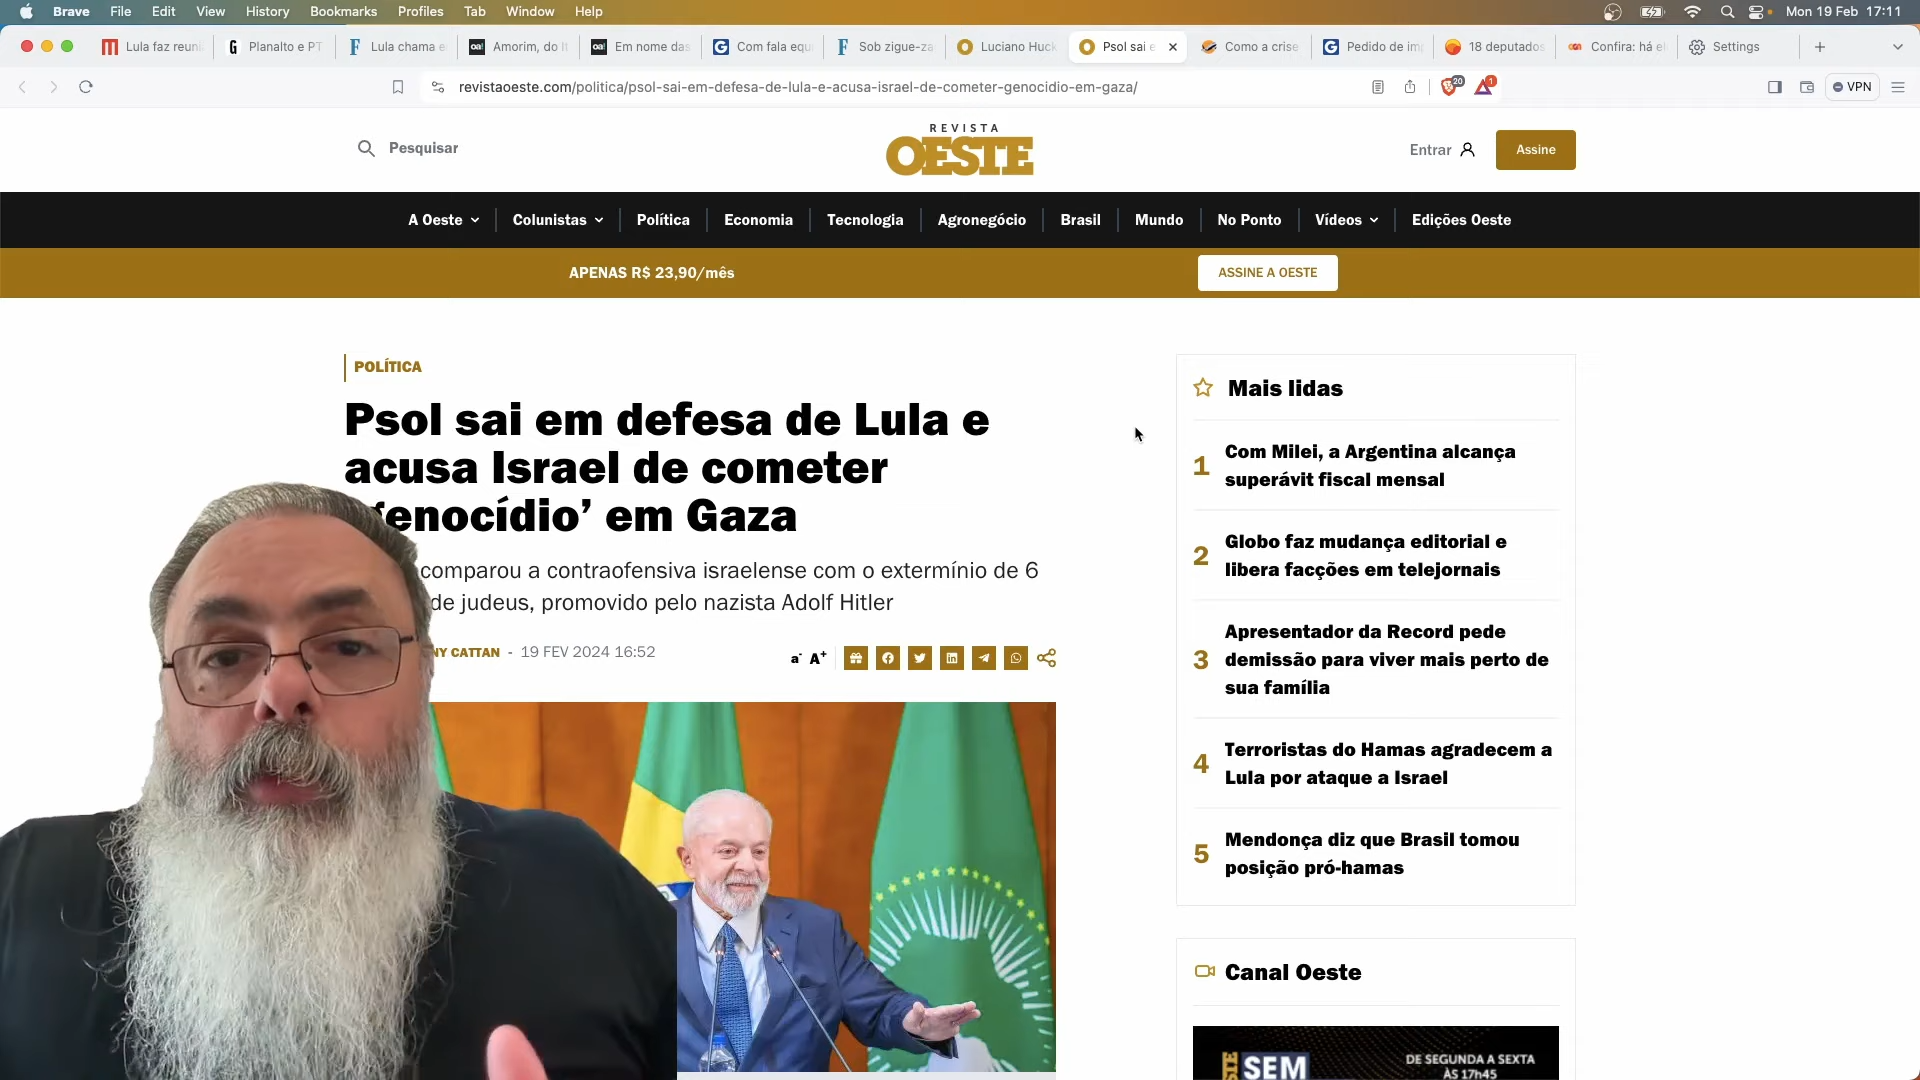 Brave File Edit View History Bookmarks Profiles Tab Window Help Mon 19 Feb 17:11
Lula faz reuni Planalto e PT Lula chama e Amorim, do It Em nome das Com fala equ Sob zigue-za Luciano Huck Psol sai e Como a crise Pedido de im 18 deputados Confira: há el Settings
revistaoeste.com/politica/psol-sai-em-defesa-de-lula-e-acusa-israel-de-cometer-genocidio-em-gaza/ 20 1 VPN
Pesquisar
REVISTA
OESTE
Entrar
Assine
A Oeste Colunistas Política Economia Tecnologia Agronegócio Brasil Mundo No Ponto Vídeos Edições Oeste
APENAS R$ 23,90/mês ASSINE A OESTE
POLÍTICA
Psol sai em defesa de Lula e
acusa Israel de cometer
genocídio’ em Gaza
comparou a contraofensiva israelense com o extermínio de 6
de judeus, promovido pelo nazista Adolf Hitler
NY CATTAN - 19 FEV 2024 16:52
a- A+
Mais lidas
1 Com Milei, a Argentina alcança
superávit fiscal mensal
2 Globo faz mudança editorial e
libera facções em telejornais
3 Apresentador da Record pede
demissão para viver mais perto de
sua família
4 Terroristas do Hamas agradecem a
Lula por ataque a Israel
5 Mendonça diz que Brasil tomou
posição pró-hamas
Canal Oeste
SEM
DE SEGUNDA A SEXTA
ÀS 17h45